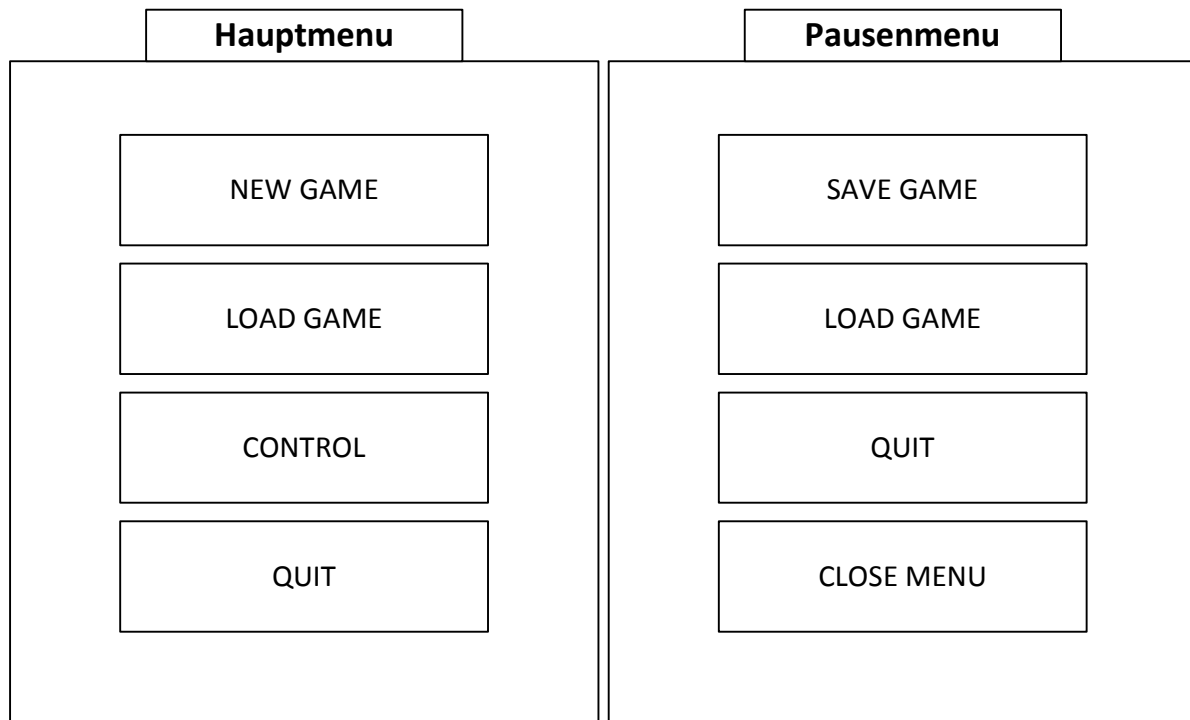 Hauptmenu
NEW GAME
LOAD GAME
CONTROL
QUIT
Pausenmenu
SAVE GAME
LOAD GAME
QUIT
CLOSE MENU